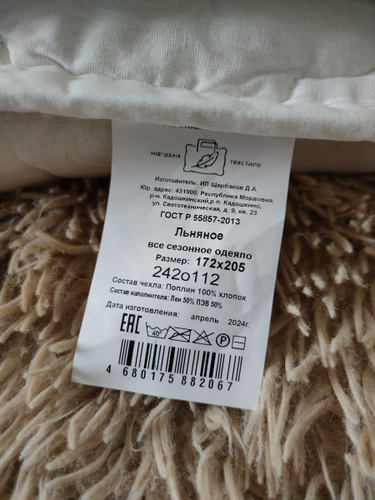 магазин текстиля
Изготовитель: ИП Щербаков Д.А.
Юр. адрес: 431900, Республика Мордовия,
р-н. Кадошкинский,р.п. Кадошкино,
ул. Светотехническая, д. 9, кв. 23
ГОСТ Р 55857-2013
Льняное
все сезонное одеяло
Размер: 172х205
242о112
Состав чехла: Поплин 100% хлопок
Состав наполнителя: Лен 50% ПЭВ 50%
Дата изготовления: апрель 2024г.
EAC 40° P
4 680175 882067